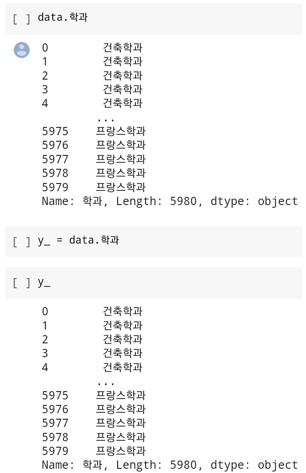 [ ] data.학과
0 건축학과
1 건축학과
2 건축학과
3 건축학과
4 건축학과
...
5975 프랑스학과
5976 프랑스학과
5977 프랑스학과
5978 프랑스학과
5979 프랑스학과
Name: 학과, Length: 5980, dtype: object
[ ] y_ = data.학과
[ ] y_
0 건축학과
1 건축학과
2 건축학과
3 건축학과
4 건축학과
...
5975 프랑스학과
5976 프랑스학과
5977 프랑스학과
5978 프랑스학과
5979 프랑스학과
Name: 학과, Length: 5980, dtype: object